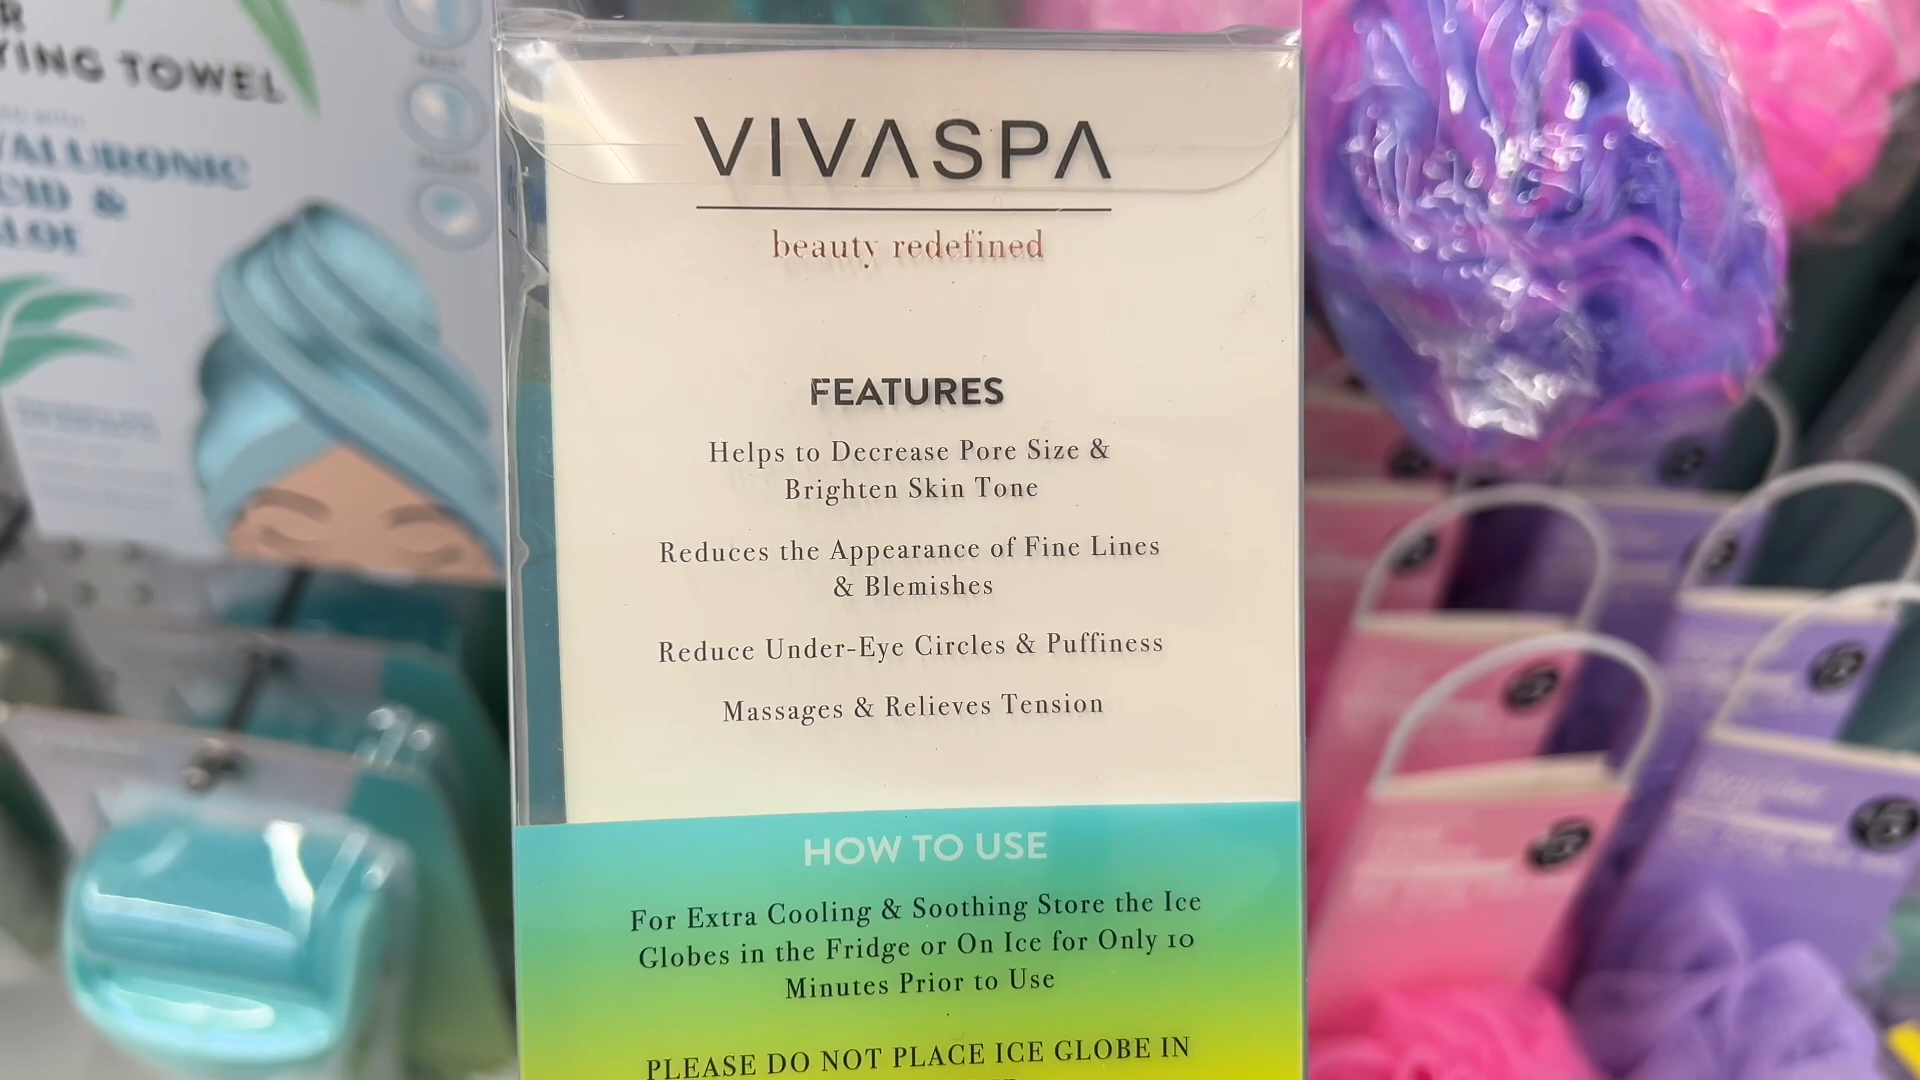 YING TOWEL
VIVASPA
beauty redefined
FEATURES
Helps to Decrease Pore Size &
Brighten Skin Tone
Reduces the Appearance of Fine Lines
& Blemishes
Reduce Under-Eye Circles & Puffiness
Massages & Relieves Tension
HOW TO USE
For Extra Cooling & Soothing Store the Ice
Globes in the Fridge or On Ice for Only 10
Minutes Prior to Use
PLEASE DO NOT PLACE ICE GLOBE IN